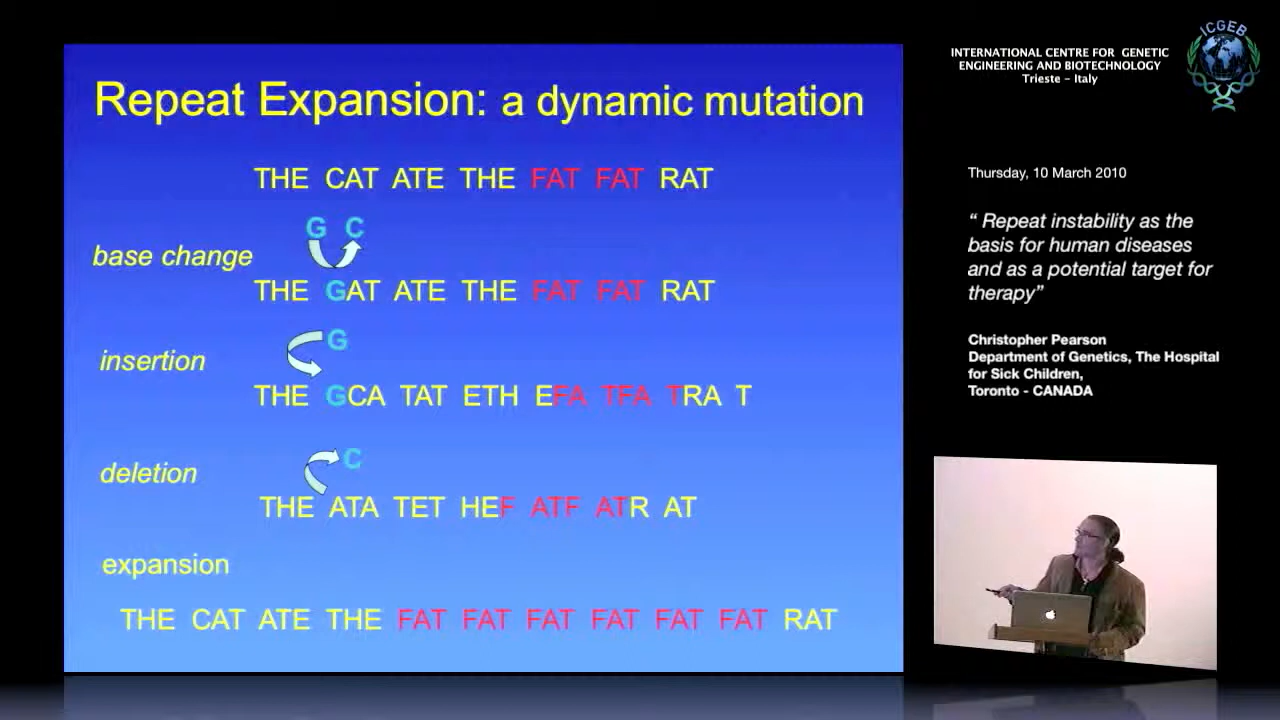 Repeat Expansion: a dynamic mutation
THE CAT ATE THE FAT FAT RAT
G C
base change
THE GAT ATE THE FAT FAT RAT
G
insertion
THE GCA TAT ETH EFA TFA TRA T
C
deletion
THE ATA TET HEF ATF ATR AT
expansion
THE CAT ATE THE FAT FAT FAT FAT FAT FAT RAT
ICGEB
INTERNATIONAL CENTRE FOR GENETIC
ENGINEERING AND BIOTECHNOLOGY
Trieste - Italy
Thursday, 10 March 2010
“ Repeat instability as the
basis for human diseases
and as a potential target for
therapy”
Christopher Pearson
Department of Genetics, The Hospital
for Sick Children,
Toronto - CANADA